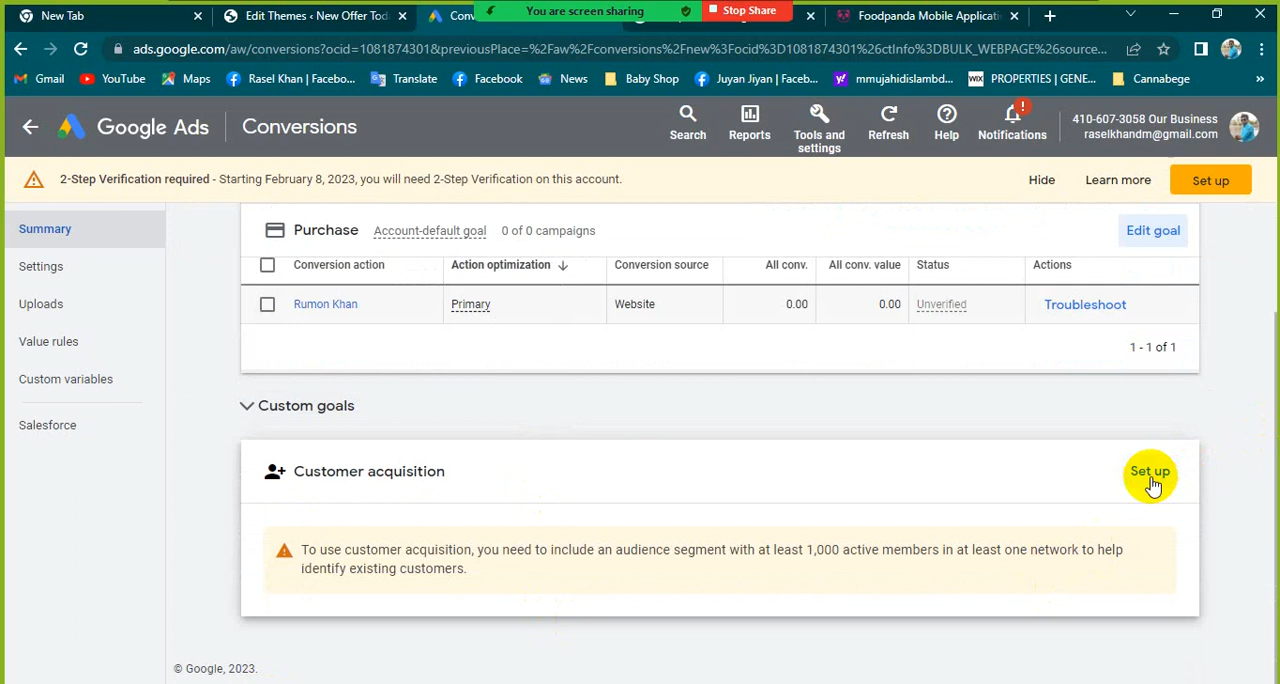 New Tab
Edit Themes ‹ New Offer Toda
Conv
You are screen sharing
Stop Share
Foodpanda Mobile Applicati
ads.google.com/aw/conversions?ocid=1081874301&previousPlace=%2Faw%2Fconversions%2Fnew%3Focid%3D1081874301%26ctInfo%3DBULK_WEBPAGE%26source...
Gmail
YouTube
Maps
Rasel Khan | Facebo...
Translate
Facebook
News
Baby Shop
Juyan Jiyan | Faceb...
mmujahidislambd...
WIX
PROPERTIES | GENE...
Cannabege
»
Google Ads
Conversions
Search
Reports
Tools and settings
Refresh
Help
Notifications
410-607-3058 Our Business
raselkhandm@gmail.com
2-Step Verification required - Starting February 8, 2023, you will need 2-Step Verification on this account.
Hide
Learn more
Set up
Summary
Settings
Uploads
Value rules
Custom variables
Salesforce
Purchase Account-default goal 0 of 0 campaigns
Edit goal
Conversion action Action optimization Conversion source All conv. All conv. value Status Actions
Rumon Khan Primary Website 0.00 0.00 Unverified Troubleshoot
1 - 1 of 1
Custom goals
Customer acquisition
Set up
To use customer acquisition, you need to include an audience segment with at least 1,000 active members in at least one network to help
identify existing customers.
© Google, 2023.